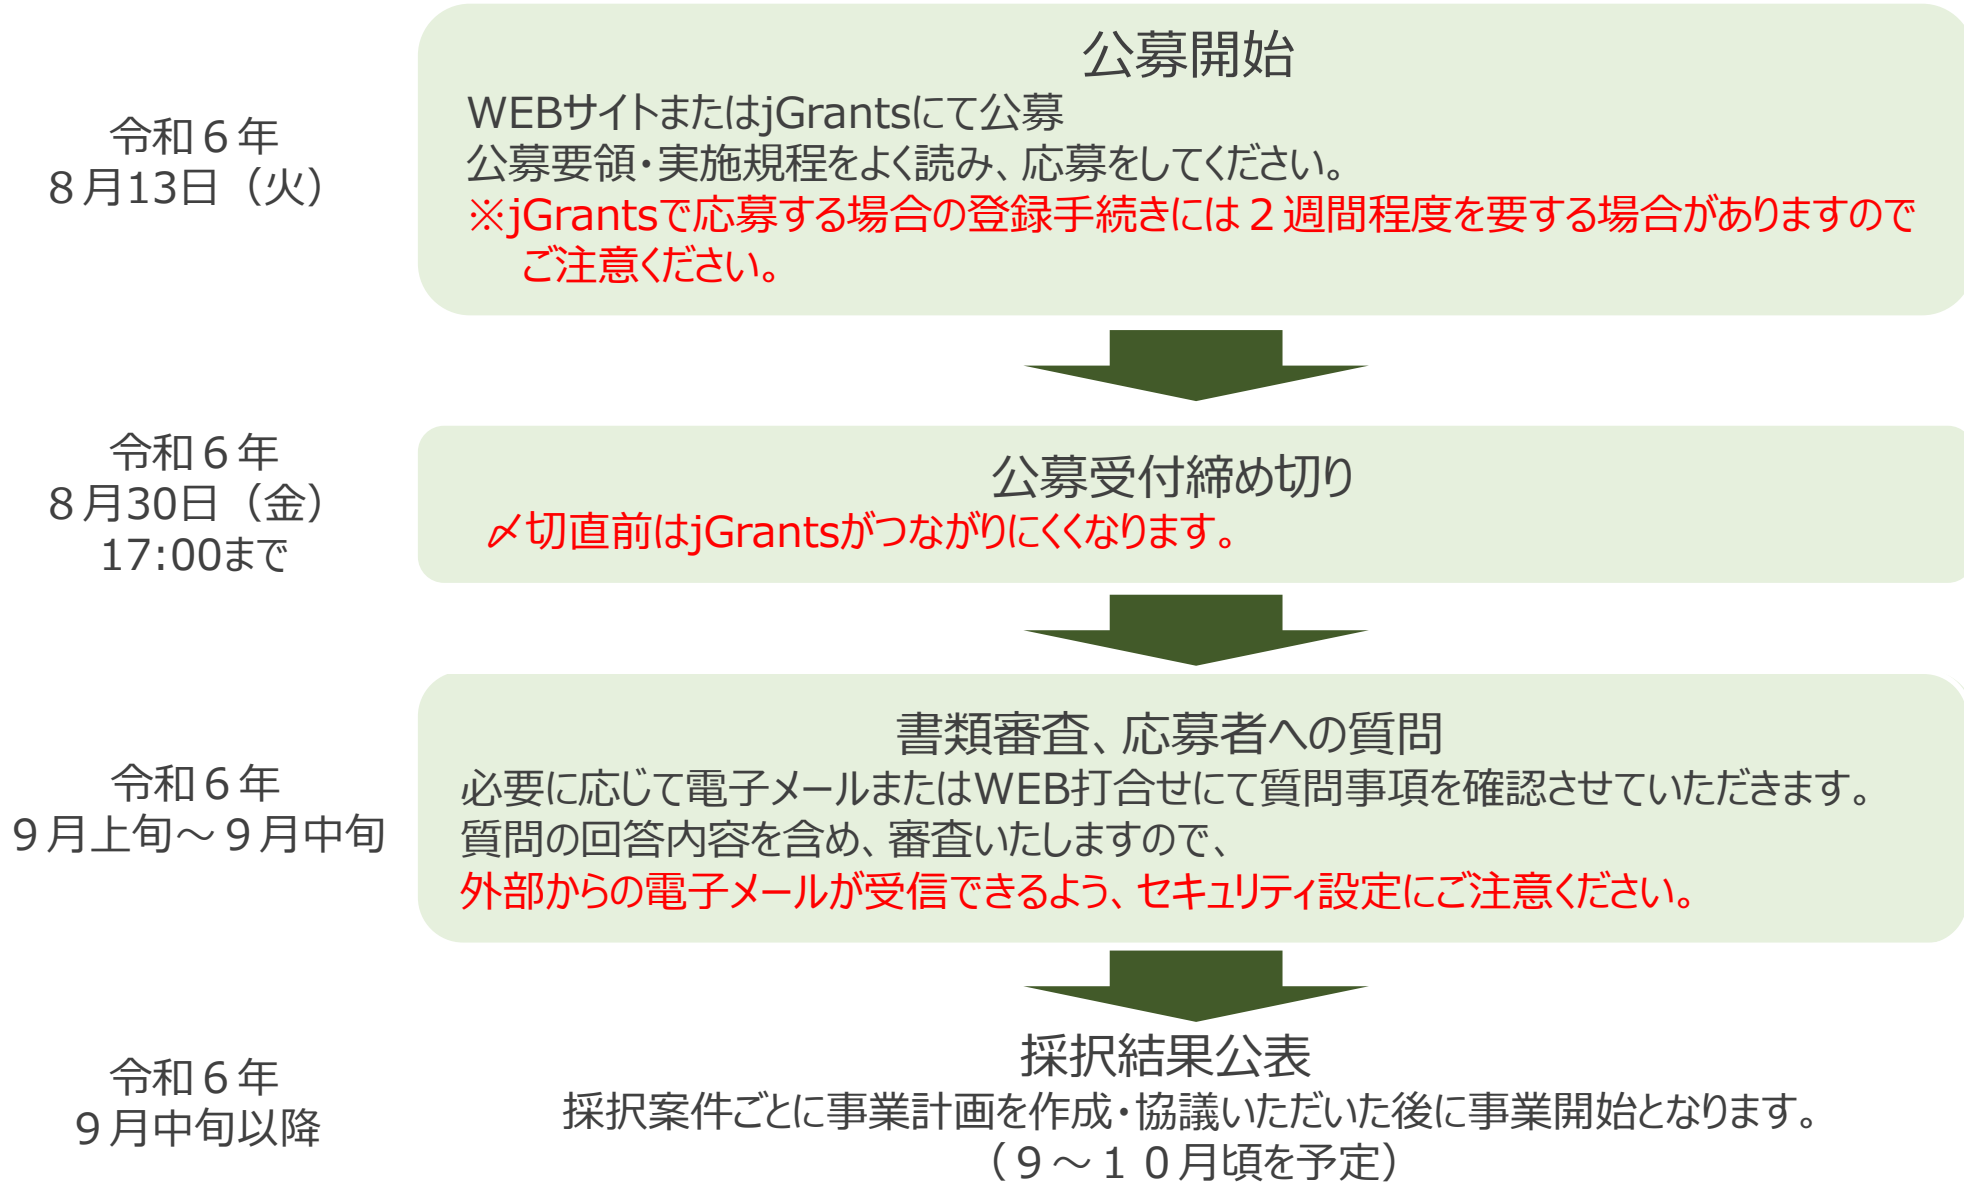 令和６年
８月13日（火）
公募開始
WEBサイトまたはjGrantsにて公募
公募要領・実施規程をよく読み、応募をしてください。
※jGrantsで応募する場合の登録手続きには２週間程度を要する場合がありますので
ご注意ください。
令和６年
８月30日（金）
17:00まで
公募受付締め切り
〆切直前はjGrantsがつながりにくくなります。
令和６年
９月上旬～９月中旬
書類審査、応募者への質問
必要に応じて電子メールまたはWEB打合せにて質問事項を確認させていただきます。
質問の回答内容を含め、審査いたしますので、
外部からの電子メールが受信できるよう、セキュリティ設定にご注意ください。
令和６年
９月中旬以降
採択結果公表
採択案件ごとに事業計画を作成・協議いただいた後に事業開始となります。
（９～１０月頃を予定）